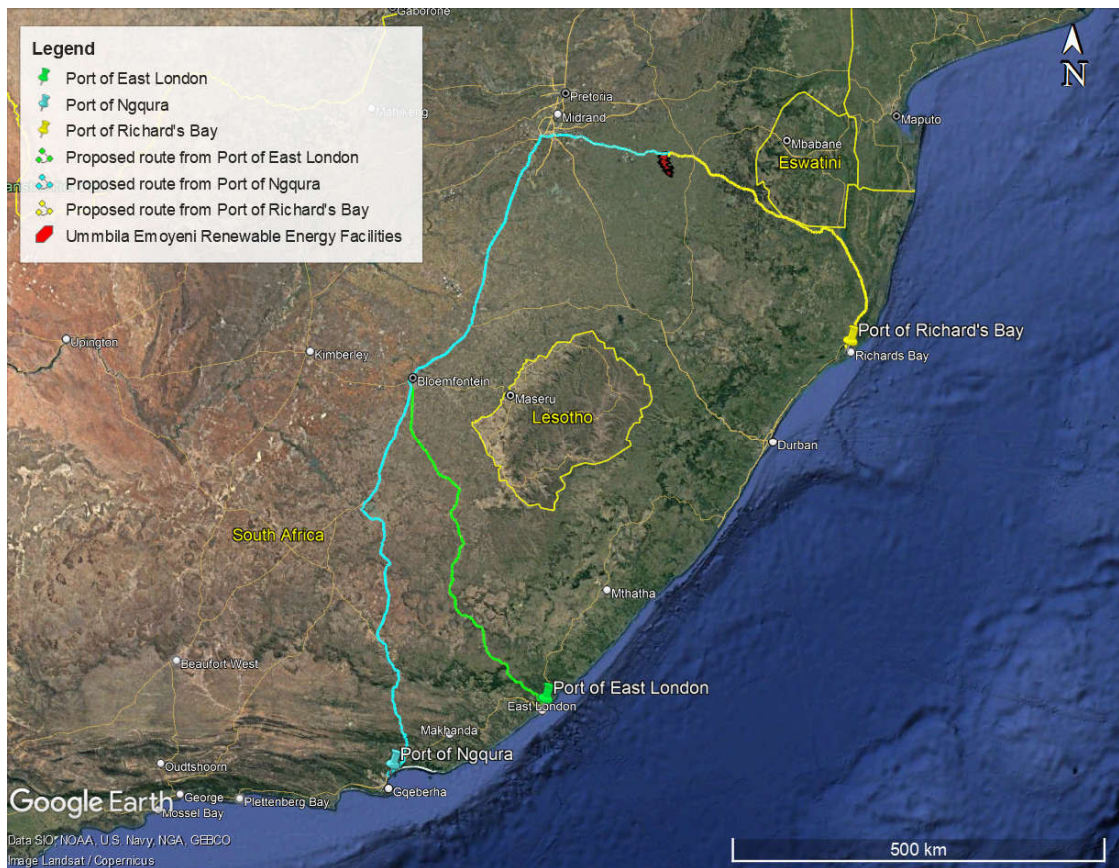 Gaborone
Legend
Port of East London
Port of Ngqura
Port of Richard's Bay
Proposed route from Port of East London
Proposed route from Port of Ngqura
Proposed route from Port of Richard's Bay
Ummbila Emoyeni Renewable Energy Facilities
N
Pretoria
Mahikeng
Midrand
Maputo
Mbabane
Eswatini
Port of Richard's Bay
Richards Bay
Upington
Kimberley
Bloemfontein
Maseru
Lesotho
Durban
South Africa
Mthatha
Beaufort West
Port of East London
East London
Makhanda
Port of Ngqura
Oudtshoorn
Gqeberha
George
Plettenberg Bay
Mossel Bay
Google Earth
Data SIO, NOAA, U.S. Navy, NGA, GEBCO
Image Landsat / Copernicus
500 km